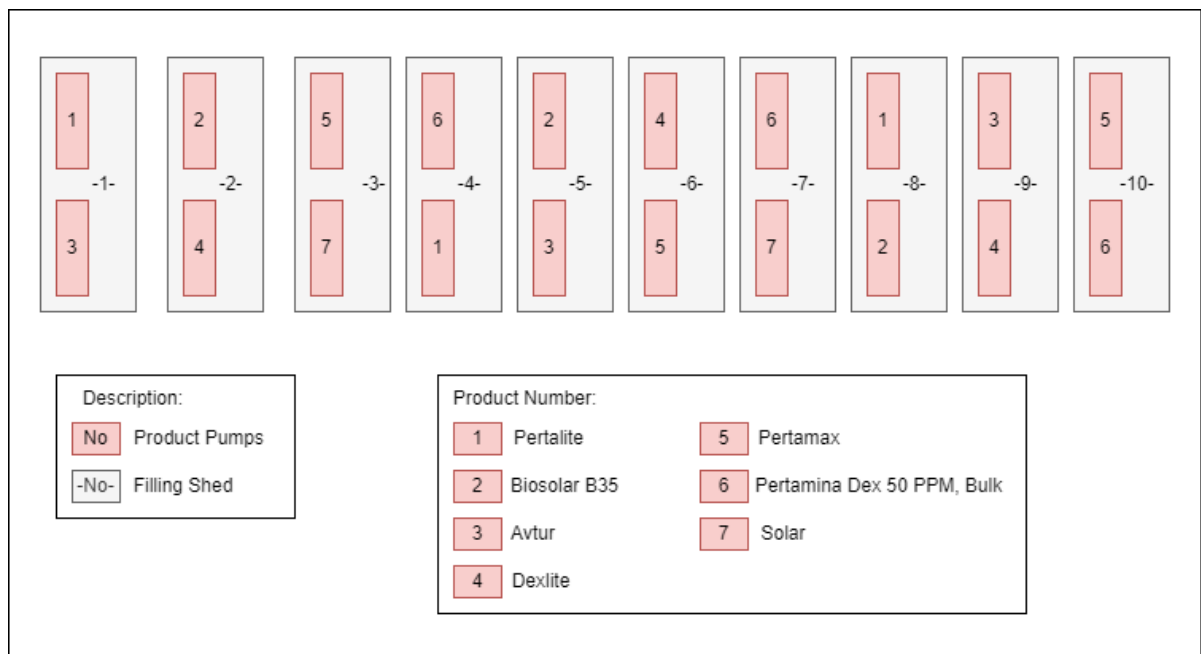 1 2 5 6 2 4 6 1 3 5
-1- -2- -3- -4- -5- -6- -7- -8- -9- -10-
3 4 7 1 3 5 7 2 4 6
Description:
No Product Pumps
-No- Filling Shed
Product Number:
1 Pertalite 5 Pertamax
2 Biosolar B35 6 Pertamina Dex 50 PPM, Bulk
3 Avtur 7 Solar
4 Dexlite